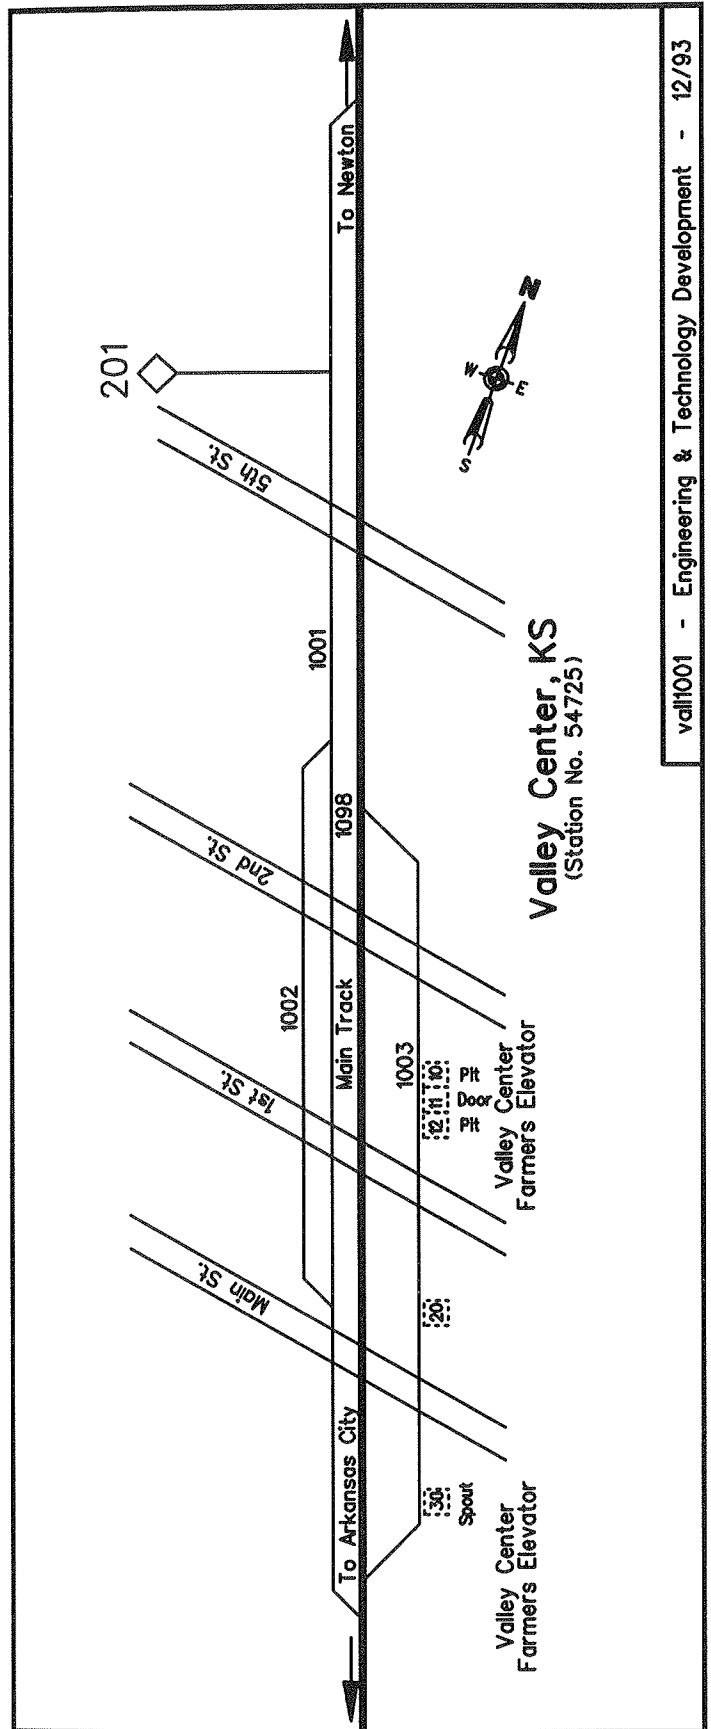 201
To Newton
5th St.
N
W
E
S
1001
1098
2nd St.
1002
Main Track
1st St.
1003
10
11
12
Pit
Door
Pit
Valley Center
Farmers Elevator
Main St.
20
To Arkansas City
30
Spout
Valley Center
Farmers Elevator
Valley Center, KS
(Station No. 54725)
vall1001 - Engineering & Technology Development - 12/93